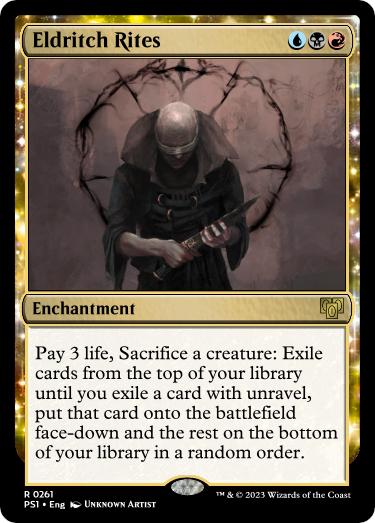 Eldritch Rites
Enchantment
Pay 3 life, Sacrifice a creature: Exile
cards from the top of your library
until you exile a card with unravel,
put that card onto the battlefield
face-down and the rest on the bottom
of your library in a random order.
R 0261
PS1 • Eng Unknown Artist
™ & © 2023 Wizards of the Coast